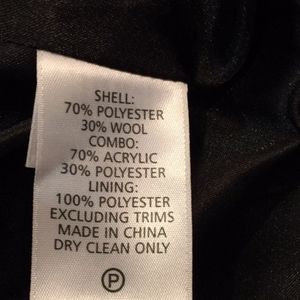 SHELL:
70% POLYESTER
30% WOOL
COMBO:
70% ACRYLIC
30% POLYESTER
LINING:
100% POLYESTER
EXCLUDING TRIMS
MADE IN CHINA
DRY CLEAN ONLY
P